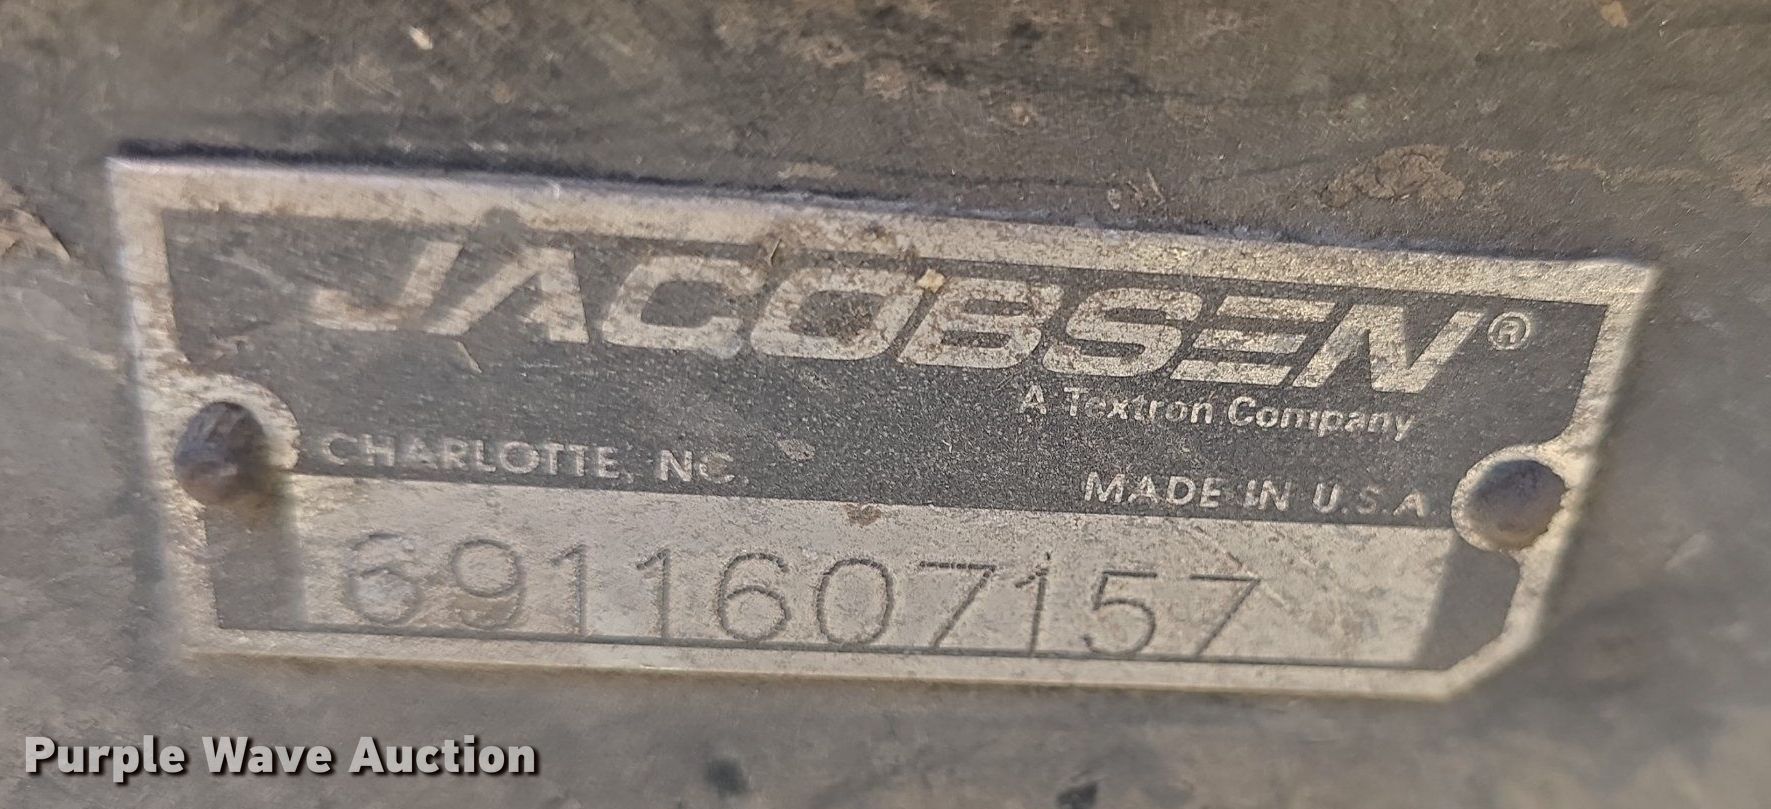 JACOBSEN®
A Textron Company
CHARLOTTE, NC. MADE IN U.S.A.
6911607157
Purple Wave Auction